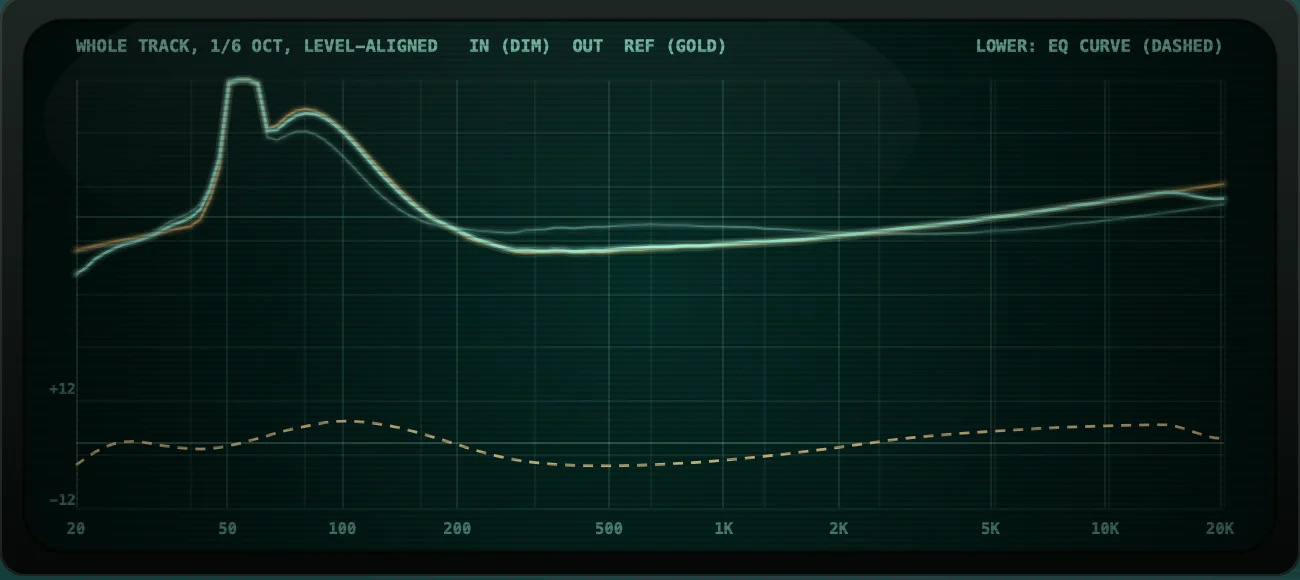 WHOLE TRACK, 1/6 OCT, LEVEL-ALIGNED IN (DIM) OUT REF (GOLD) LOWER: EQ CURVE (DASHED)
+12
-12
20 50 100 200 500 1K 2K 5K 10K 20K